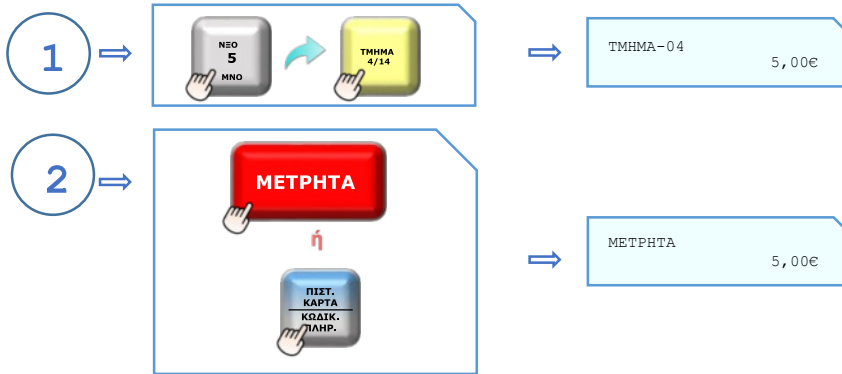 1
ΝΞΟ
5
ΜΝΟ
ΤΜΗΜΑ
4/14
ΤΜΗΜΑ-04
5,00€
2
ΜΕΤΡΗΤΑ
ή
ΠΙΣΤ.
ΚΑΡΤΑ
ΚΩΔΙΚ.
ΠΛΗΡ.
ΜΕΤΡΗΤΑ
5,00€